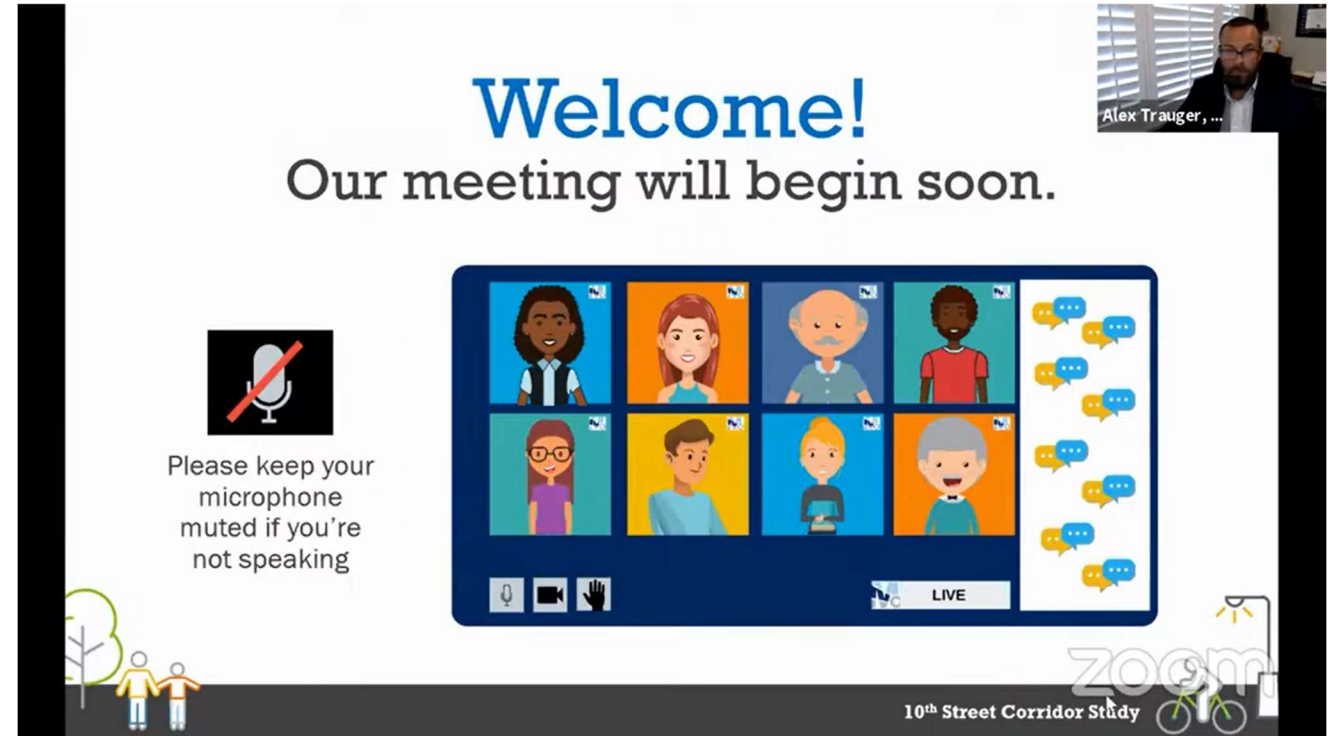 Welcome!
Our meeting will begin soon.
Alex Trauger, ...
Please keep your
microphone
muted if you're
not speaking
LIVE
zoom
10th Street Corridor Study